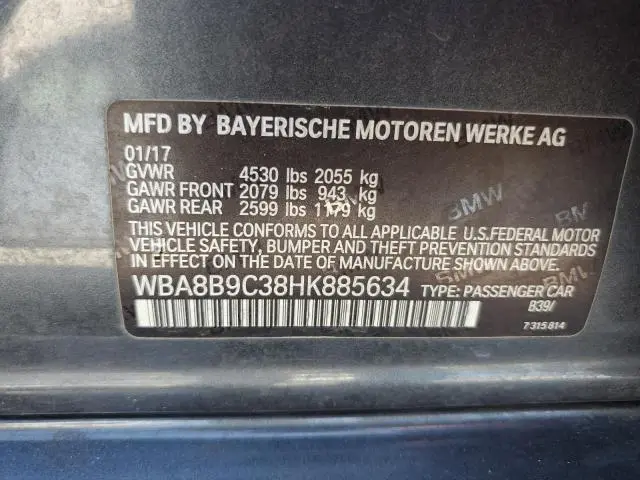 MFD BY BAYERISCHE MOTOREN WERKE AG
01/17
GVWR 4530 lbs 2055 kg
GAWR FRONT 2079 lbs 943 kg
GAWR REAR 2599 lbs 1179 kg
THIS VEHICLE CONFORMS TO ALL APPLICABLE U.S.FEDERAL MOTOR
VEHICLE SAFETY, BUMPER AND THEFT PREVENTION STANDARDS
IN EFFECT ON THE DATE OF MANUFACTURE SHOWN ABOVE.
WBA8B9C38HK885634 TYPE: PASSENGER CAR
B39/
7315814